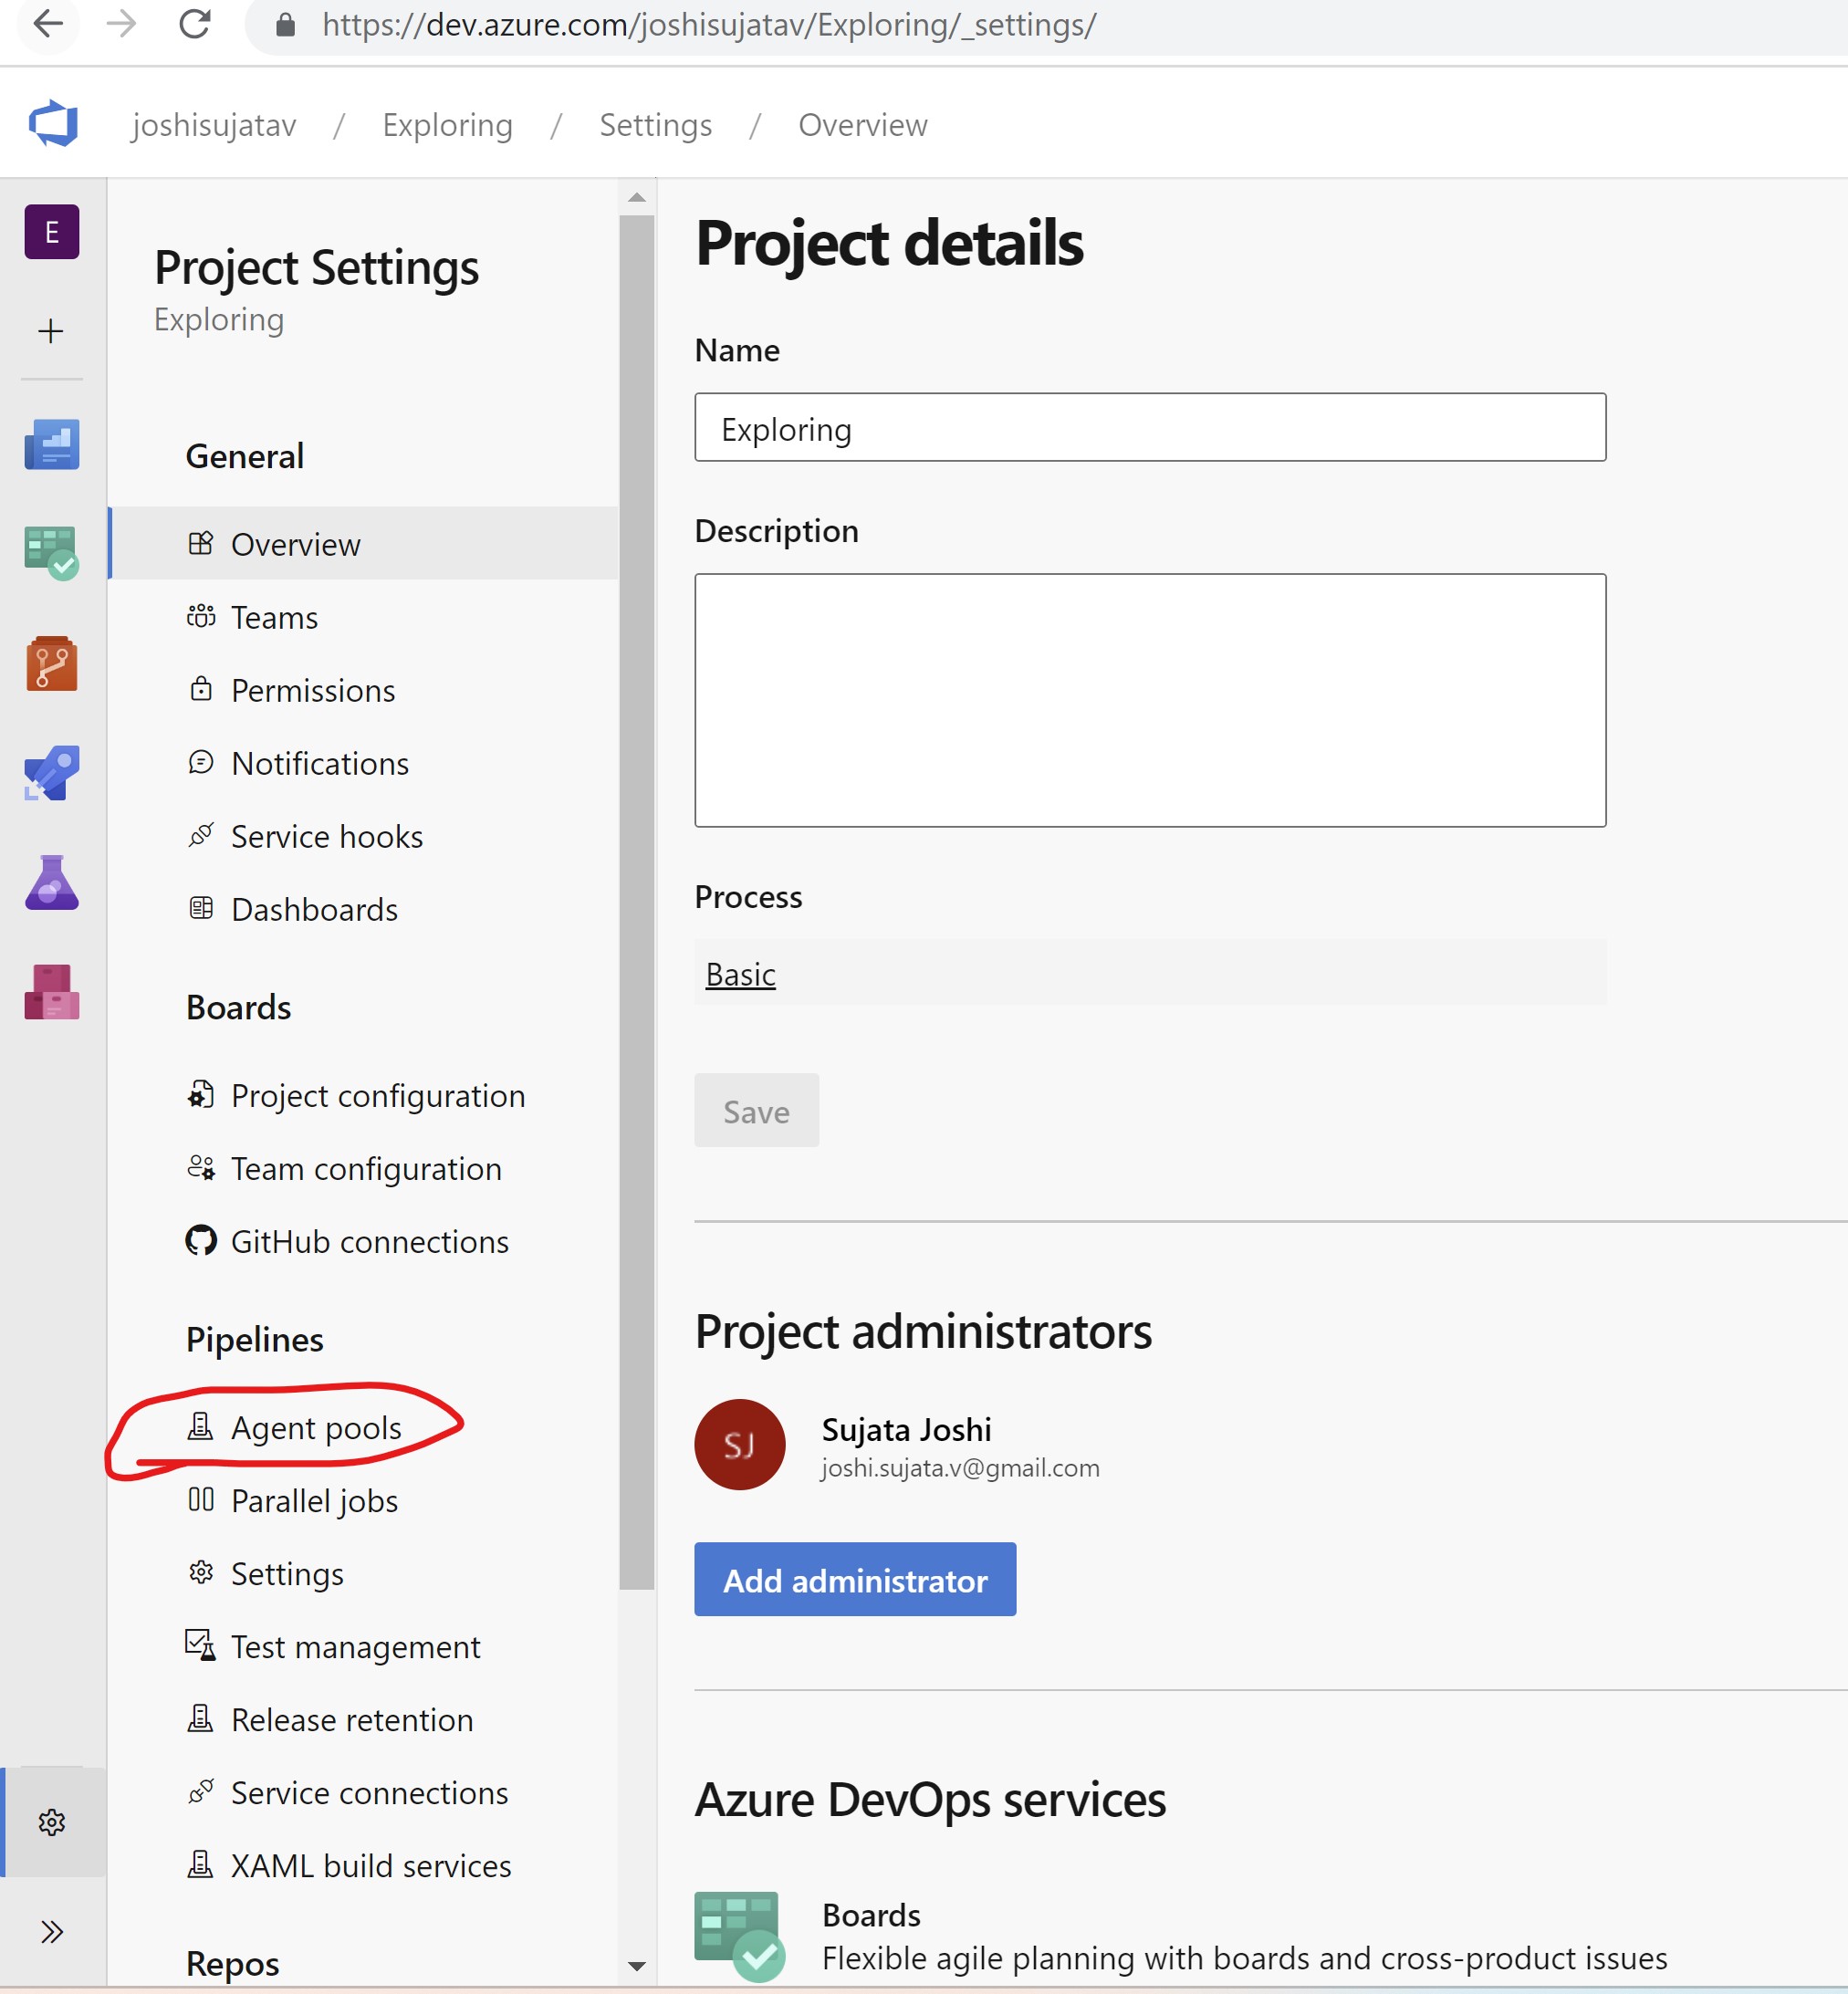 https://dev.azure.com/joshisujatav/Exploring/_settings/
joshisujatav / Exploring / Settings / Overview
E
Project Settings
Exploring
General
Overview
Teams
Permissions
Notifications
Service hooks
Dashboards
Boards
Project configuration
Team configuration
GitHub connections
Pipelines
Agent pools
Parallel jobs
Settings
Test management
Release retention
Service connections
XAML build services
Repos
Project details
Name
Exploring
Description
Process
Basic
Save
Project administrators
SJ
Sujata Joshi
joshi.sujata.v@gmail.com
Add administrator
Azure DevOps services
Boards
Flexible agile planning with boards and cross-product issues